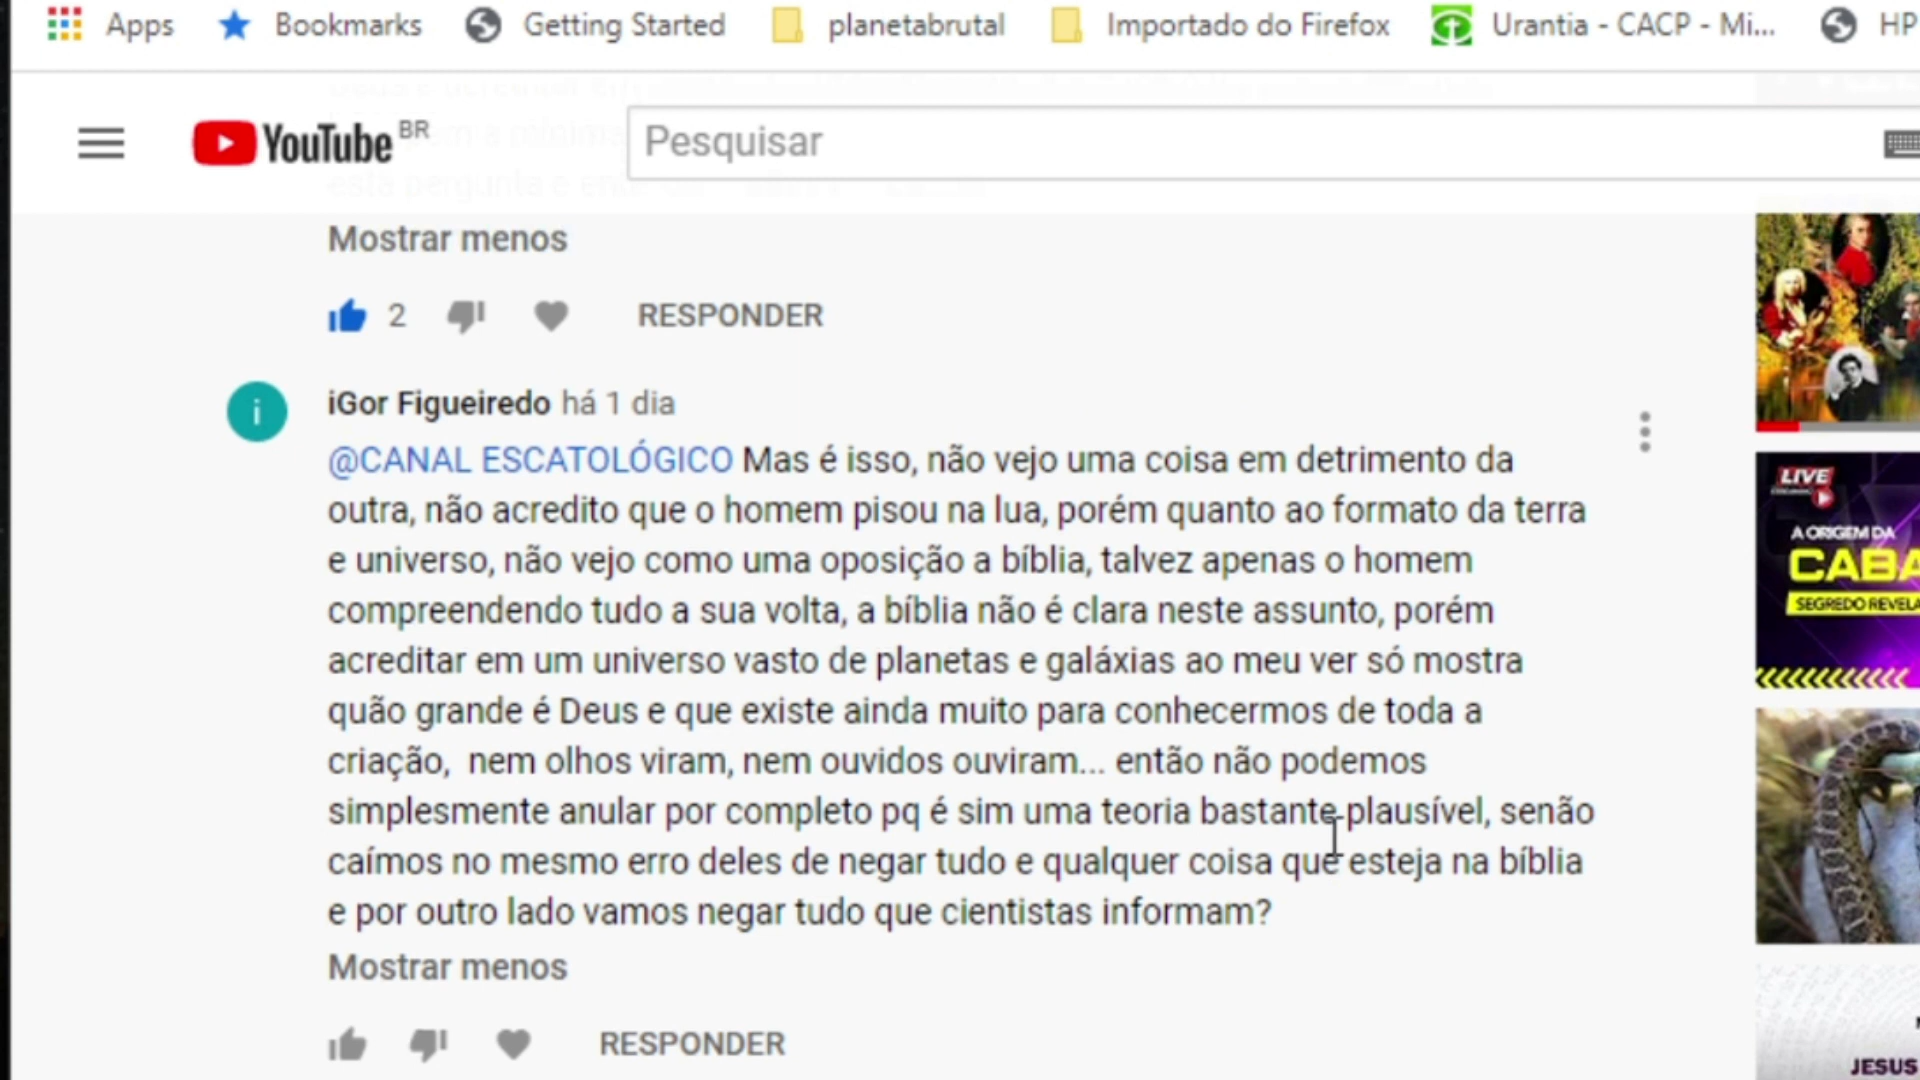 Apps Bookmarks Getting Started planetabrutal Importado do Firefox Urantia - CACP - Mi... HP
YouTube BR
Pesquisar
Mostrar menos
2 RESPONDER
i
iGor Figueiredo há 1 dia
@CANAL ESCATOLÓGICO Mas é isso, não vejo uma coisa em detrimento da
outra, não acredito que o homem pisou na lua, porém quanto ao formato da terra
e universo, não vejo como uma oposição a bíblia, talvez apenas o homem
compreendendo tudo a sua volta, a bíblia não é clara neste assunto, porém
acreditar em um universo vasto de planetas e galáxias ao meu ver só mostra
quão grande é Deus e que existe ainda muito para conhecermos de toda a
criação,  nem olhos viram, nem ouvidos ouviram... então não podemos
simplesmente anular por completo pq é sim uma teoria bastante plausível, senão
caímos no mesmo erro deles de negar tudo e qualquer coisa que esteja na bíblia
e por outro lado vamos negar tudo que cientistas informam?
Mostrar menos
RESPONDER
LIVE
A ORIGEM DA
CABA
SEGREDO REVELA
JESUS